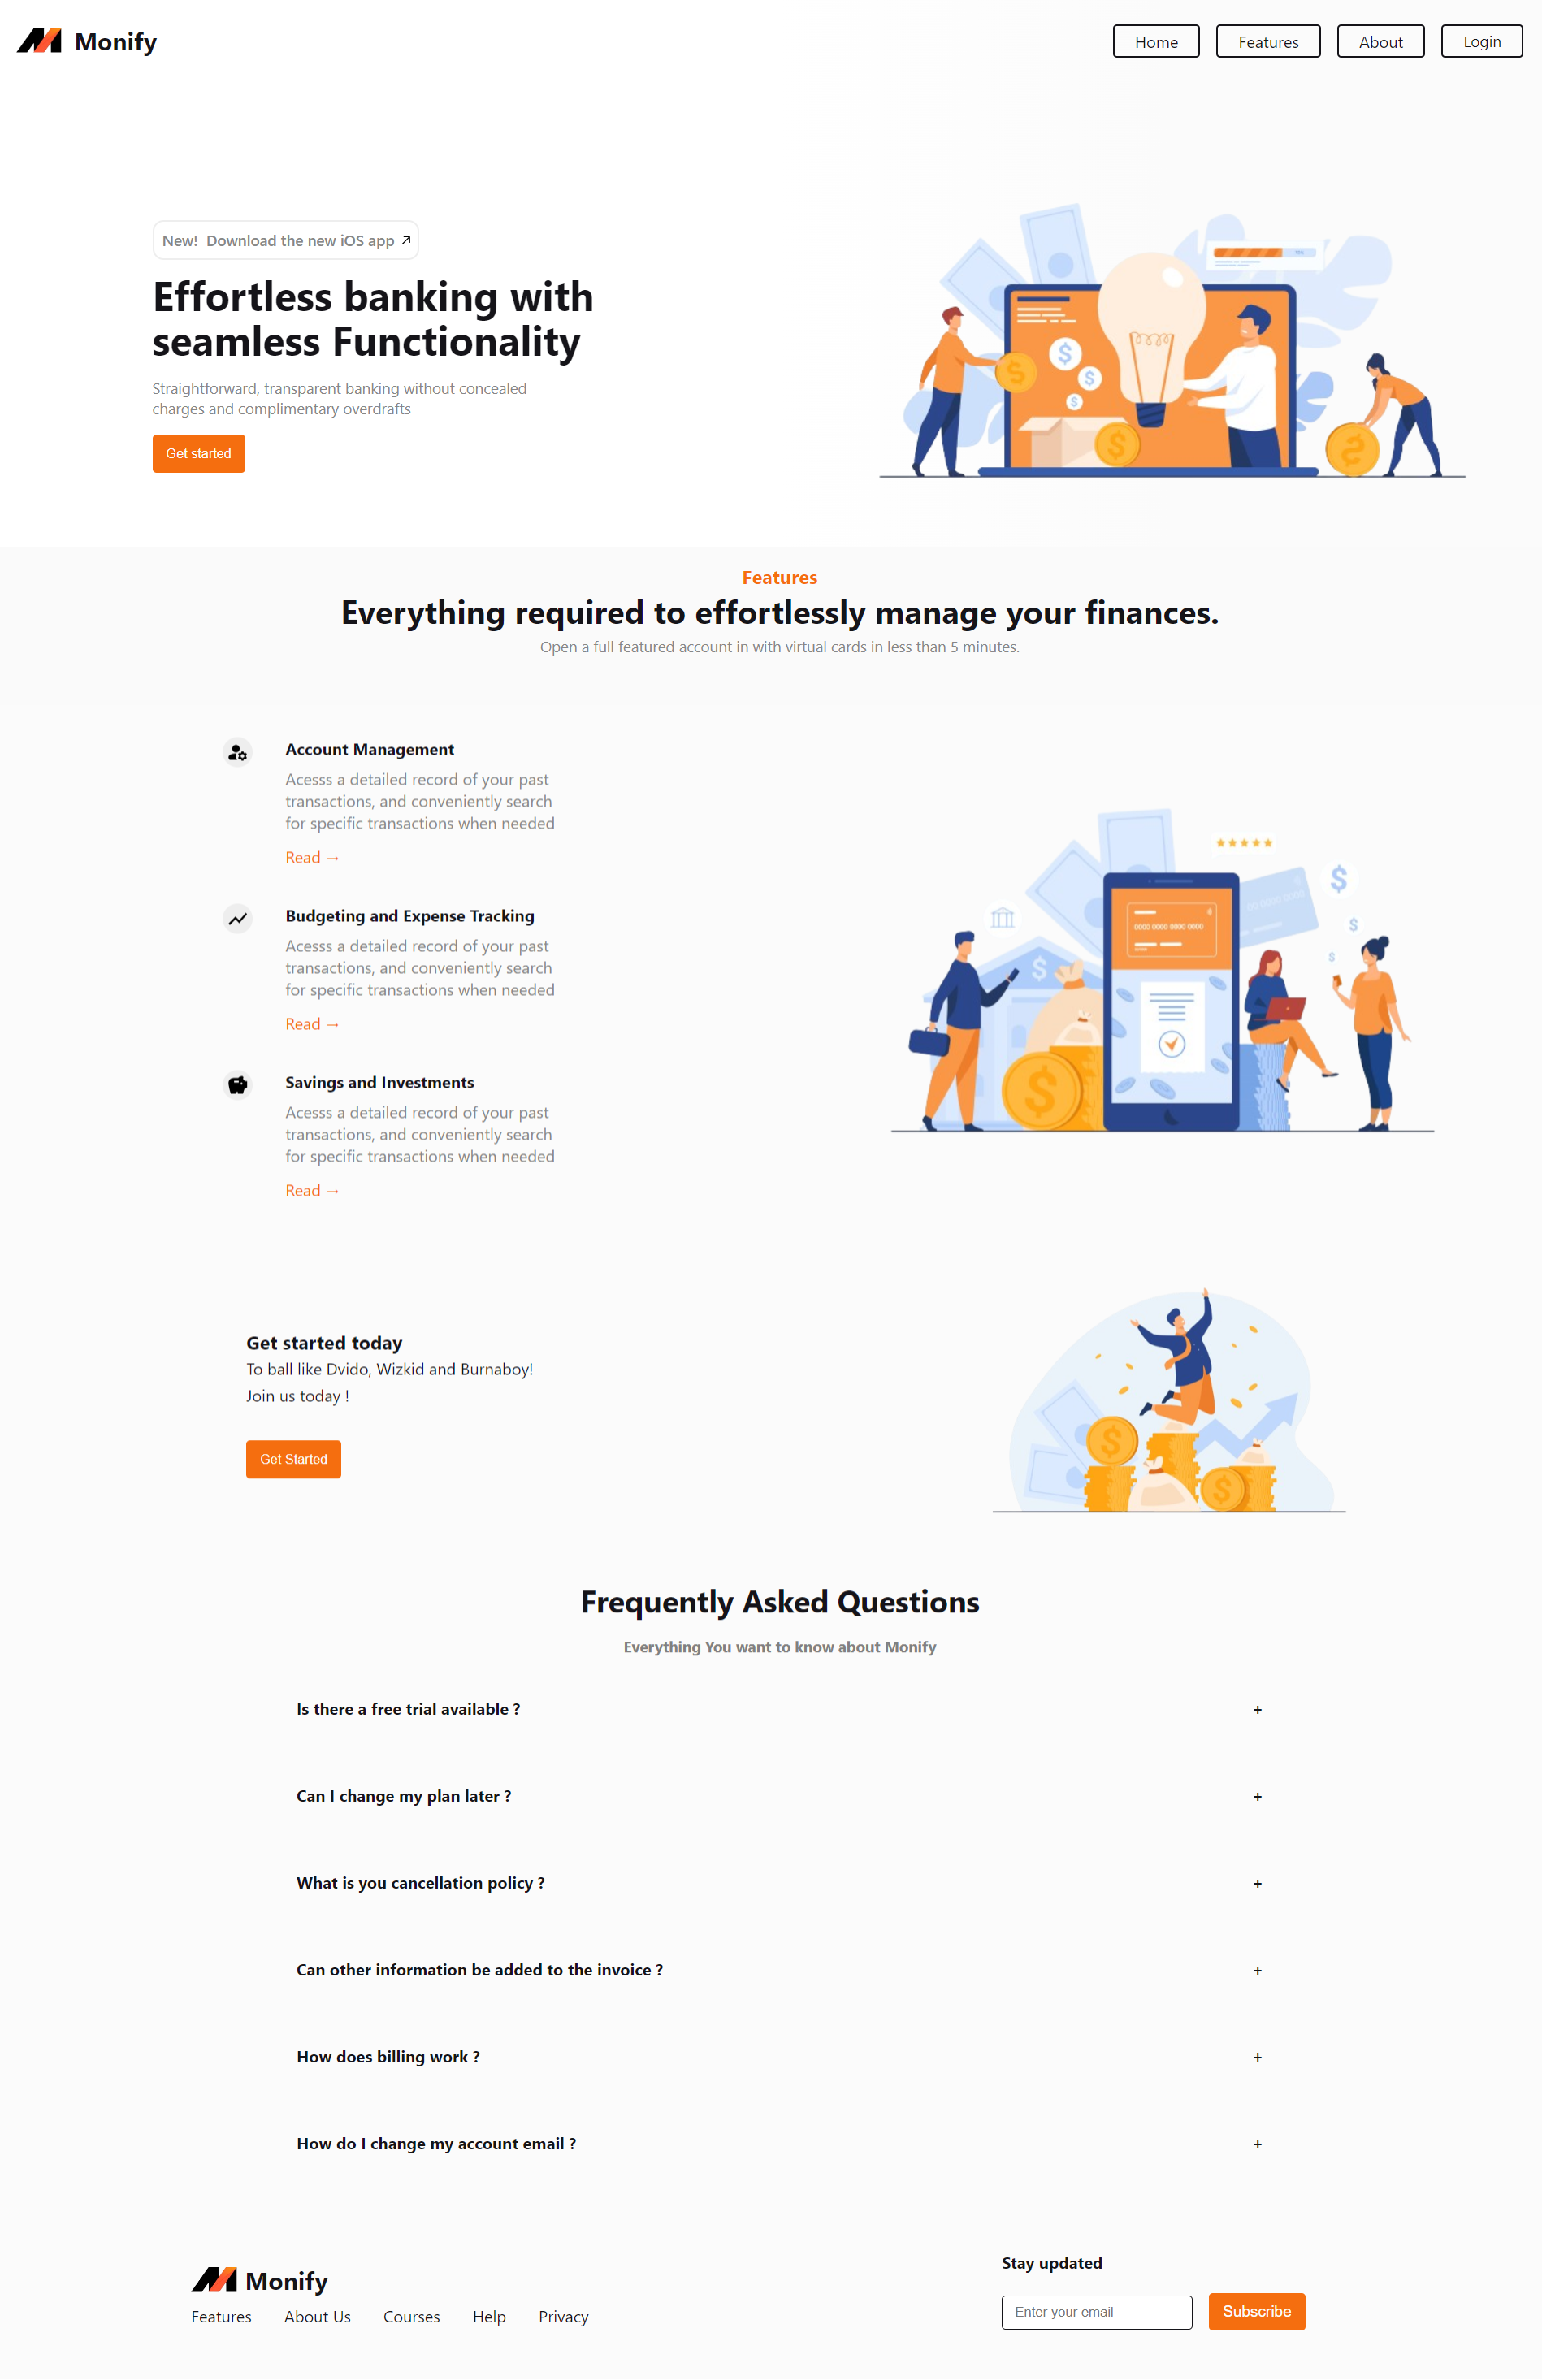 Monify
Home Features About Login
New! Download the new iOS app
Effortless banking with
seamless Functionality
Straightforward, transparent banking without concealed
charges and complimentary overdrafts
Get started
$
$
$
$
$
Features
Everything required to effortlessly manage your finances.
Open a full featured account in with virtual cards in less than 5 minutes.
Account Management
Acesss a detailed record of your past
transactions, and conveniently search
for specific transactions when needed
Read →
Budgeting and Expense Tracking
Acesss a detailed record of your past
transactions, and conveniently search
for specific transactions when needed
Read →
Savings and Investments
Acesss a detailed record of your past
transactions, and conveniently search
for specific transactions when needed
Read →
$
$
$
0000 0000 0000 0000
00 0000 0000
$
$
Get started today
To ball like Dvido, Wizkid and Burnaboy!
Join us today !
Get Started
$
$
Frequently Asked Questions
Everything You want to know about Monify
Is there a free trial available ? +
Can I change my plan later ? +
What is you cancellation policy ? +
Can other information be added to the invoice ? +
How does billing work ? +
How do I change my account email ? +
Monify
Features About Us Courses Help Privacy
Stay updated
Enter your email Subscribe